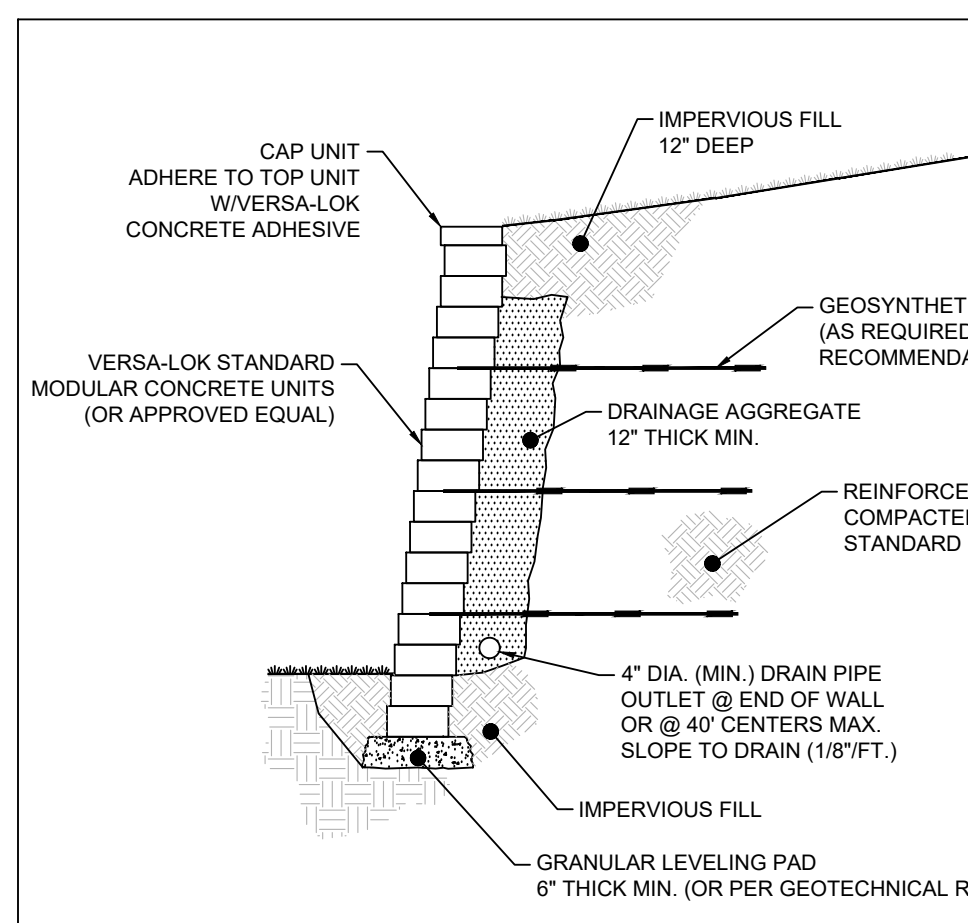 IMPERVIOUS FILL
12" DEEP
CAP UNIT
ADHERE TO TOP UNIT
W/VERSA-LOK
CONCRETE ADHESIVE
GEOSYNTHET
(AS REQUIRED
RECOMMENDA
VERSA-LOK STANDARD
MODULAR CONCRETE UNITS
(OR APPROVED EQUAL)
DRAINAGE AGGREGATE
12" THICK MIN.
REINFORCE
COMPACTE
STANDARD
4" DIA. (MIN.) DRAIN PIPE
OUTLET @ END OF WALL
OR @ 40' CENTERS MAX.
SLOPE TO DRAIN (1/8"/FT.)
IMPERVIOUS FILL
GRANULAR LEVELING PAD
6" THICK MIN. (OR PER GEOTECHNICAL R